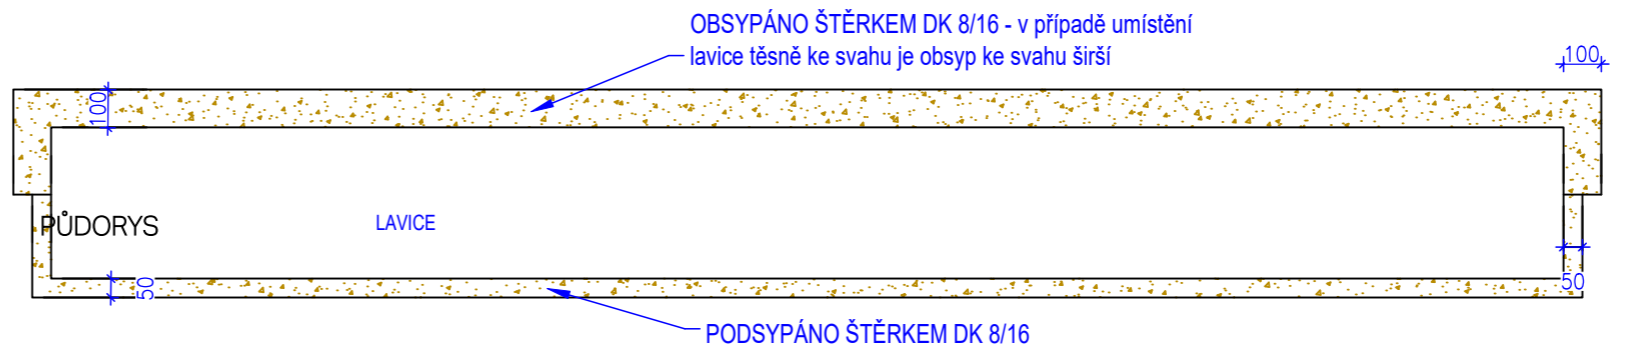 OBSYPÁNO ŠTĚRKEM DK 8/16 - v případě umístění
lavice těsně ke svahu je obsyp ke svahu širší
100
100
PŮDORYS
LAVICE
50
50
PODSYPÁNO ŠTĚRKEM DK 8/16